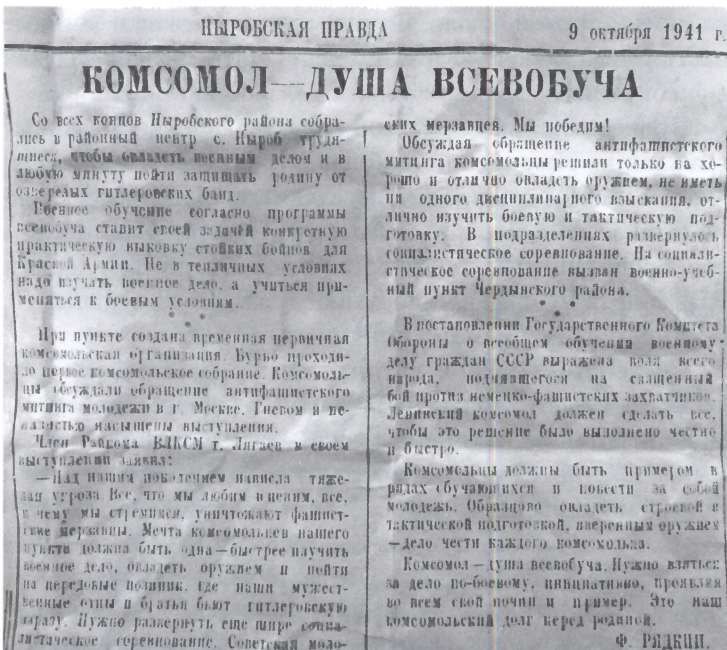 НЫРОБСКАЯ ПРАВДА
9 октября 1941 г.
КОМСОМОЛ—ДУША ВСЕВОБУЧА
Со всех концов Ныробского района собра-
лись в районный центр с. Ныроб трудя-
щиеся, чтобы овладеть военным делом и в
любую минуту пойти защищать родину от
озверелых гитлеровских банд.
Военное обучение согласно программы
всевобуча ставит своей задачей конкретную
практическую выковку стойких бойцов для
Красной Армии. Не в тепличных условиях
надо изучать военное дело, а учиться при-
меняться к боевым условиям.
* * *
При пункте создана временная первичная
комсомольская организация. Бурно проходи-
ло первое комсомольское собрание. Комсомоль-
цы обсуждали обращение антифашистского
митинга молодежи в г. Москве. Гневом и не-
навистью насыщены выступления.
Член Райкома ВЛКСМ т. Лягаев в своем
выступлении заявил:
—Над нашим поколением нависла тяже-
лая угроза. Все, что мы любим и ценим, все,
к чему мы стремимся, уничтожают фашист-
ские мерзавцы. Мечта комсомольцев нашего
пункта должна быть одна—быстрее изучить
военное дело, овладеть оружием и пойти
на передовые позиции, где наши мужест-
венные отцы и братья бьют гитлеровскую
заразу. Нужно развернуть еще шире социа-
листическое соревнование. Советская моло-
ских мерзавцев. Мы победим!
Обсуждая обращение антифашистского
митинга комсомольцы решили только на хо-
рошо и отлично овладеть оружием, не иметь
ни одного дисциплинарного взыскания, от-
лично изучить боевую и тактическую под-
готовку. В подразделениях развернулось
социалистическое соревнование. На социали-
стическое соревнование вызван военно-учеб-
ный пункт Чердынского района.
* * *
В постановлении Государственного Комитета
Обороны о всеобщем обучении военному
делу граждан СССР выражена воля всего
народа, поднявшегося на священный
бой против немецко-фашистских захватчиков.
Ленинский комсомол должен сделать все,
чтобы это решение было выполнено честно
и быстро.
Комсомольцы должны быть примером в
рядах обучающихся и повести за собой
молодежь. Образцово овладеть строевой и
тактической подготовкой, вверенным оружием
—дело чести каждого комсомольца.
Комсомол—душа всевобуча. Нужно взяться
за дело по-боевому, инициативно, проявляя
во всем свой почин и пример. Это наш
комсомольский долг перед родиной.
Ф. РЯДКИН.